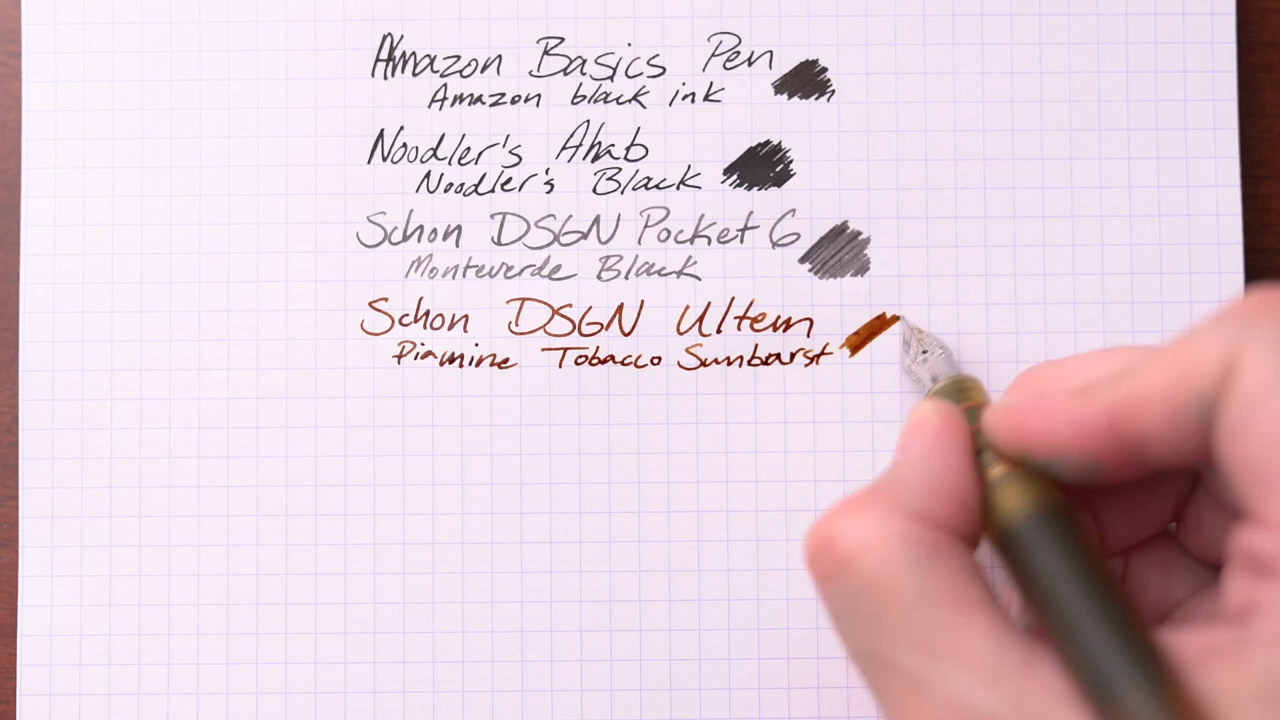 Amazon Basics Pen
Amazon black ink
Noodler's Ahab
Noodler's Black
Schon DSGN Pocket 6
Monteverde Black
Schon DSGN Ultem
Diamine Tobacco Sunburst